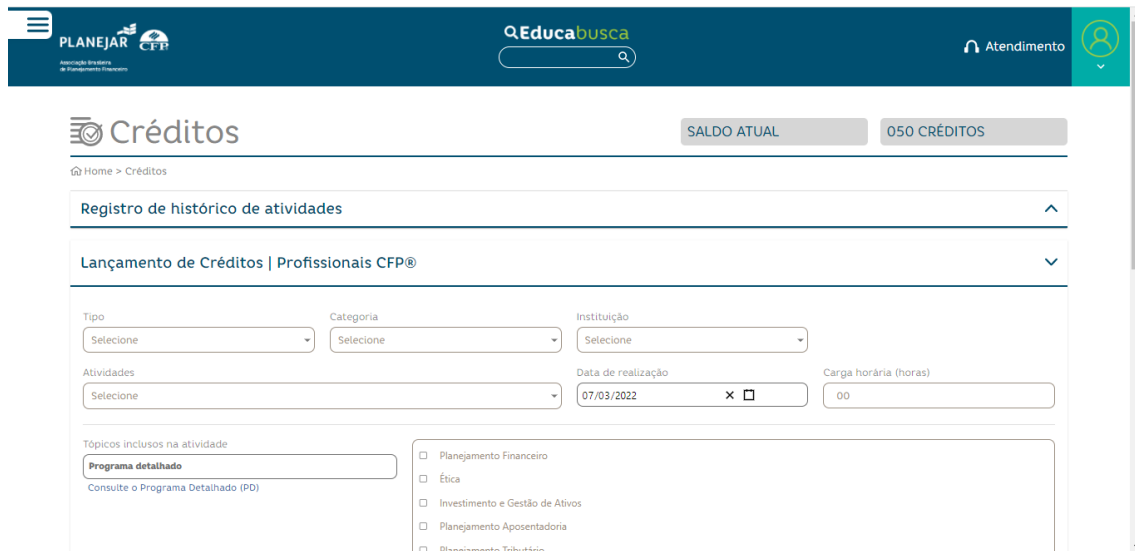 PLANEJAR CFP
Associação Brasileira
de Planejamento Financeiro
Educabusca
Atendimento
Créditos
SALDO ATUAL
050 CRÉDITOS
Home > Créditos
Registro de histórico de atividades
Lançamento de Créditos | Profissionais CFP®
Tipo
Categoria
Instituição
Selecione
Selecione
Selecione
Atividades
Data de realização
Carga horária (horas)
Selecione
07/03/2022
00
Tópicos inclusos na atividade
Programa detalhado
Consulte o Programa Detalhado (PD)
Planejamento Financeiro
Ética
Investimento e Gestão de Ativos
Planejamento Aposentadoria
Planejamento Tributário